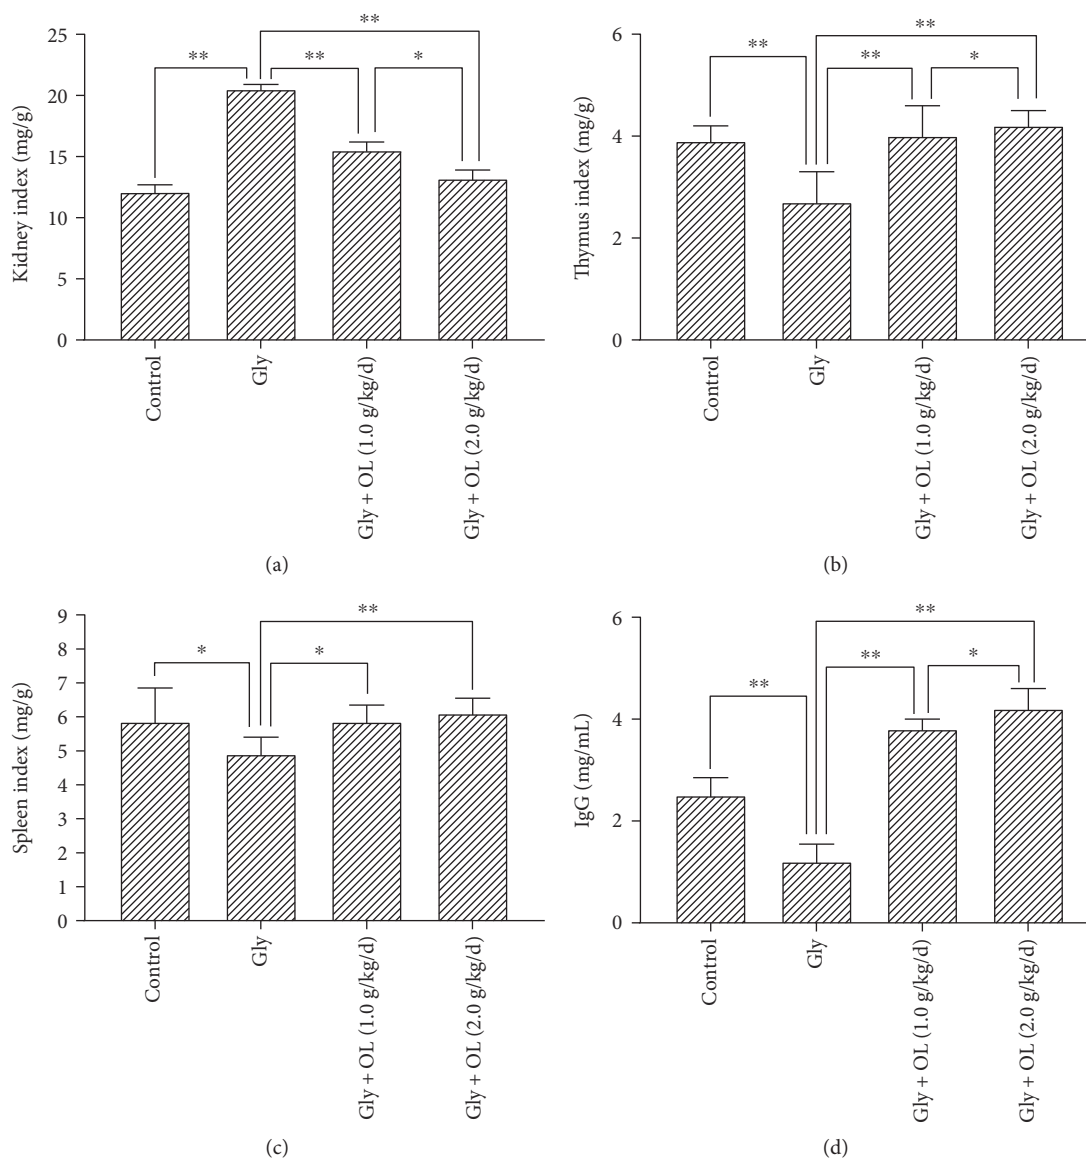 25
20
15
10
5
0
Kidney index (mg/g)
**
**
**
*
Control
Gly
Gly + OL (1.0 g/kg/d)
Gly + OL (2.0 g/kg/d)
(a)
6
4
2
0
Thymus index (mg/g)
**
**
**
*
Control
Gly
Gly + OL (1.0 g/kg/d)
Gly + OL (2.0 g/kg/d)
(b)
9
8
7
6
5
4
3
2
1
0
Spleen index (mg/g)
**
*
*
Control
Gly
Gly + OL (1.0 g/kg/d)
Gly + OL (2.0 g/kg/d)
(c)
6
4
2
0
IgG (mg/mL)
**
**
*
**
Control
Gly
Gly + OL (1.0 g/kg/d)
Gly + OL (2.0 g/kg/d)
(d)